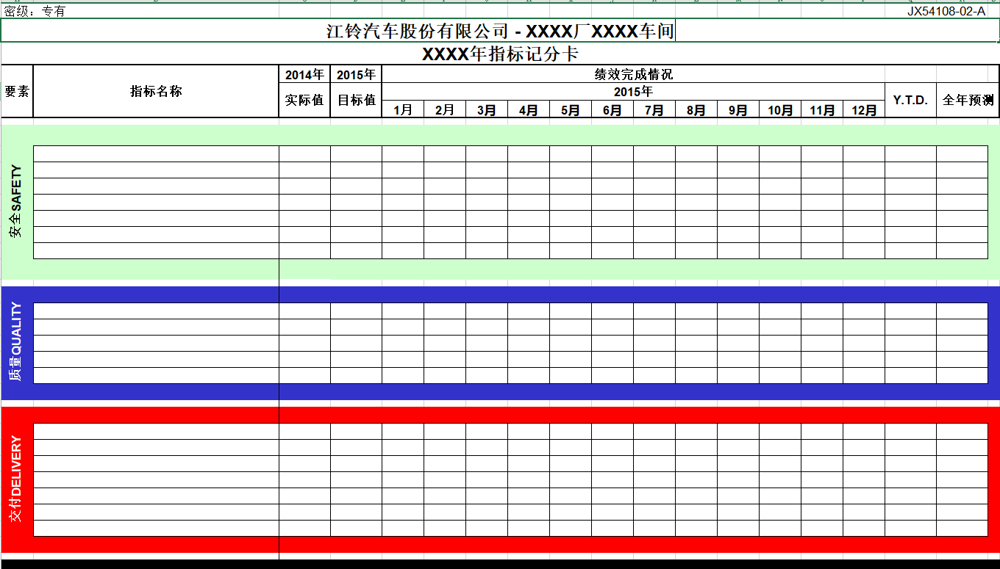 密级：专有
JX54108-02-A
江铃汽车股份有限公司 - XXXX厂XXXX车间
XXXX年指标记分卡
要素
指标名称
2014年
实际值
2015年
目标值
绩效完成情况
2015年
1月 2月 3月 4月 5月 6月 7月 8月 9月 10月 11月 12月
Y.T.D.
全年预测
安全SAFETY
质量QUALITY
交付DELIVERY